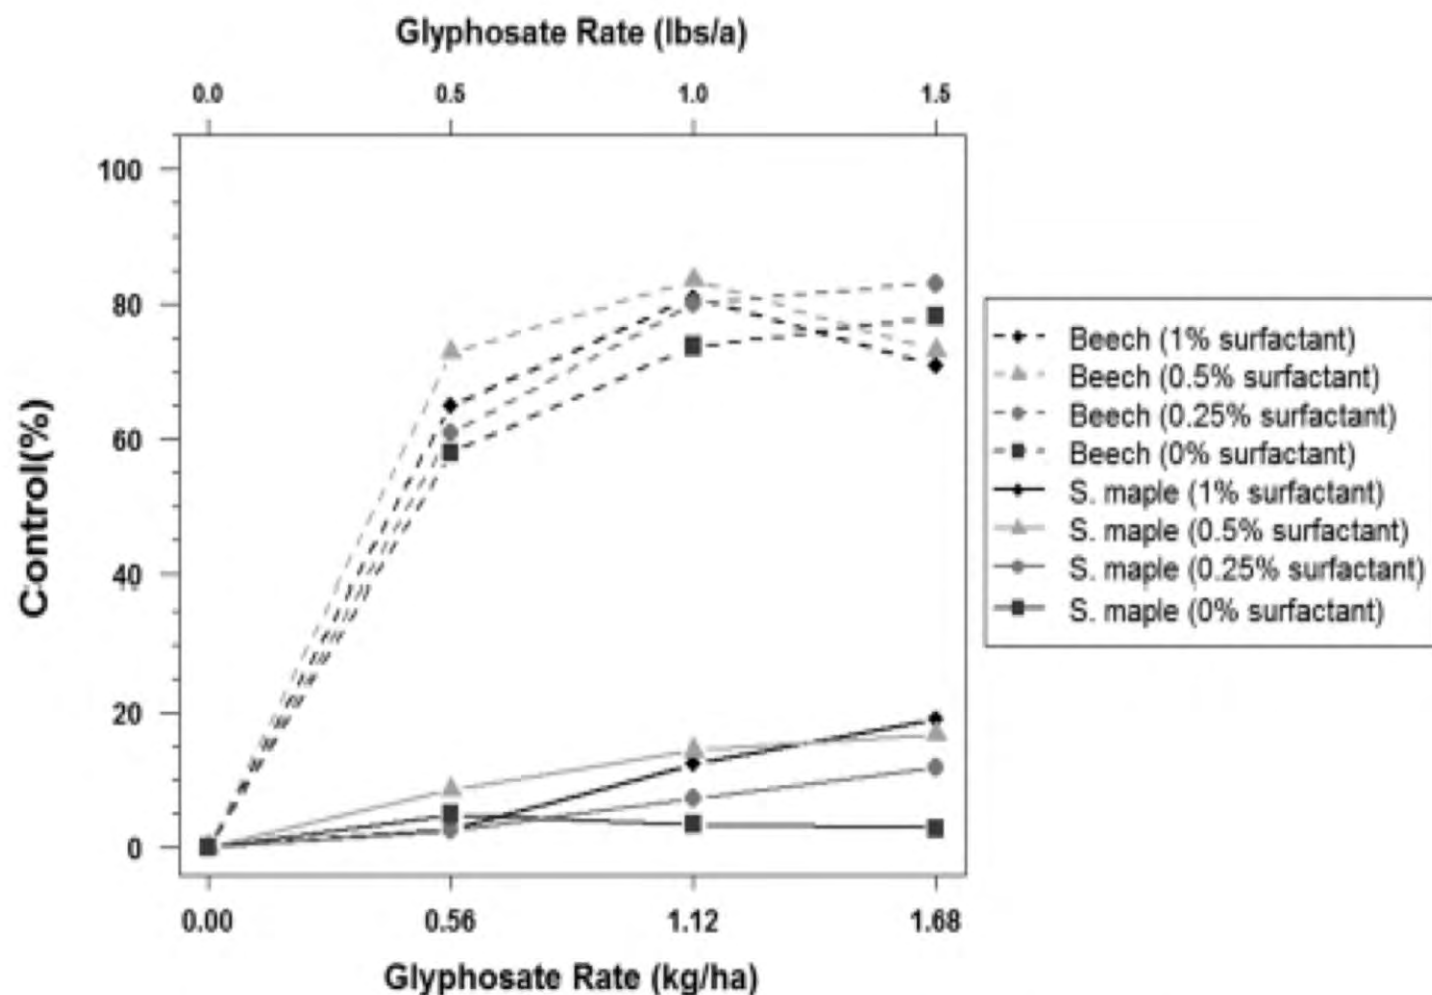 Glyphosate Rate (lbs/a)
0.0 0.5 1.0 1.5
100
80
60
40
20
0
Control(%)
0.00 0.56 1.12 1.68
Glyphosate Rate (kg/ha)
Beech (1% surfactant)
Beech (0.5% surfactant)
Beech (0.25% surfactant)
Beech (0% surfactant)
S. maple (1% surfactant)
S. maple (0.5% surfactant)
S. maple (0.25% surfactant)
S. maple (0% surfactant)